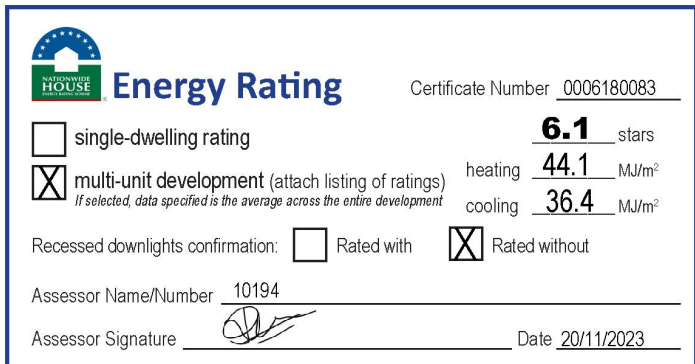 NATIONWIDE
HOUSE
ENERGY RATING SCHEME
Energy Rating
Certificate Number 0006180083
single-dwelling rating
6.1 stars
X multi-unit development (attach listing of ratings)
If selected, data specified is the average across the entire development
heating 44.1 MJ/m²
cooling 36.4 MJ/m²
Recessed downlights confirmation: Rated with X Rated without
Assessor Name/Number 10194
Assessor Signature
Date 20/11/2023